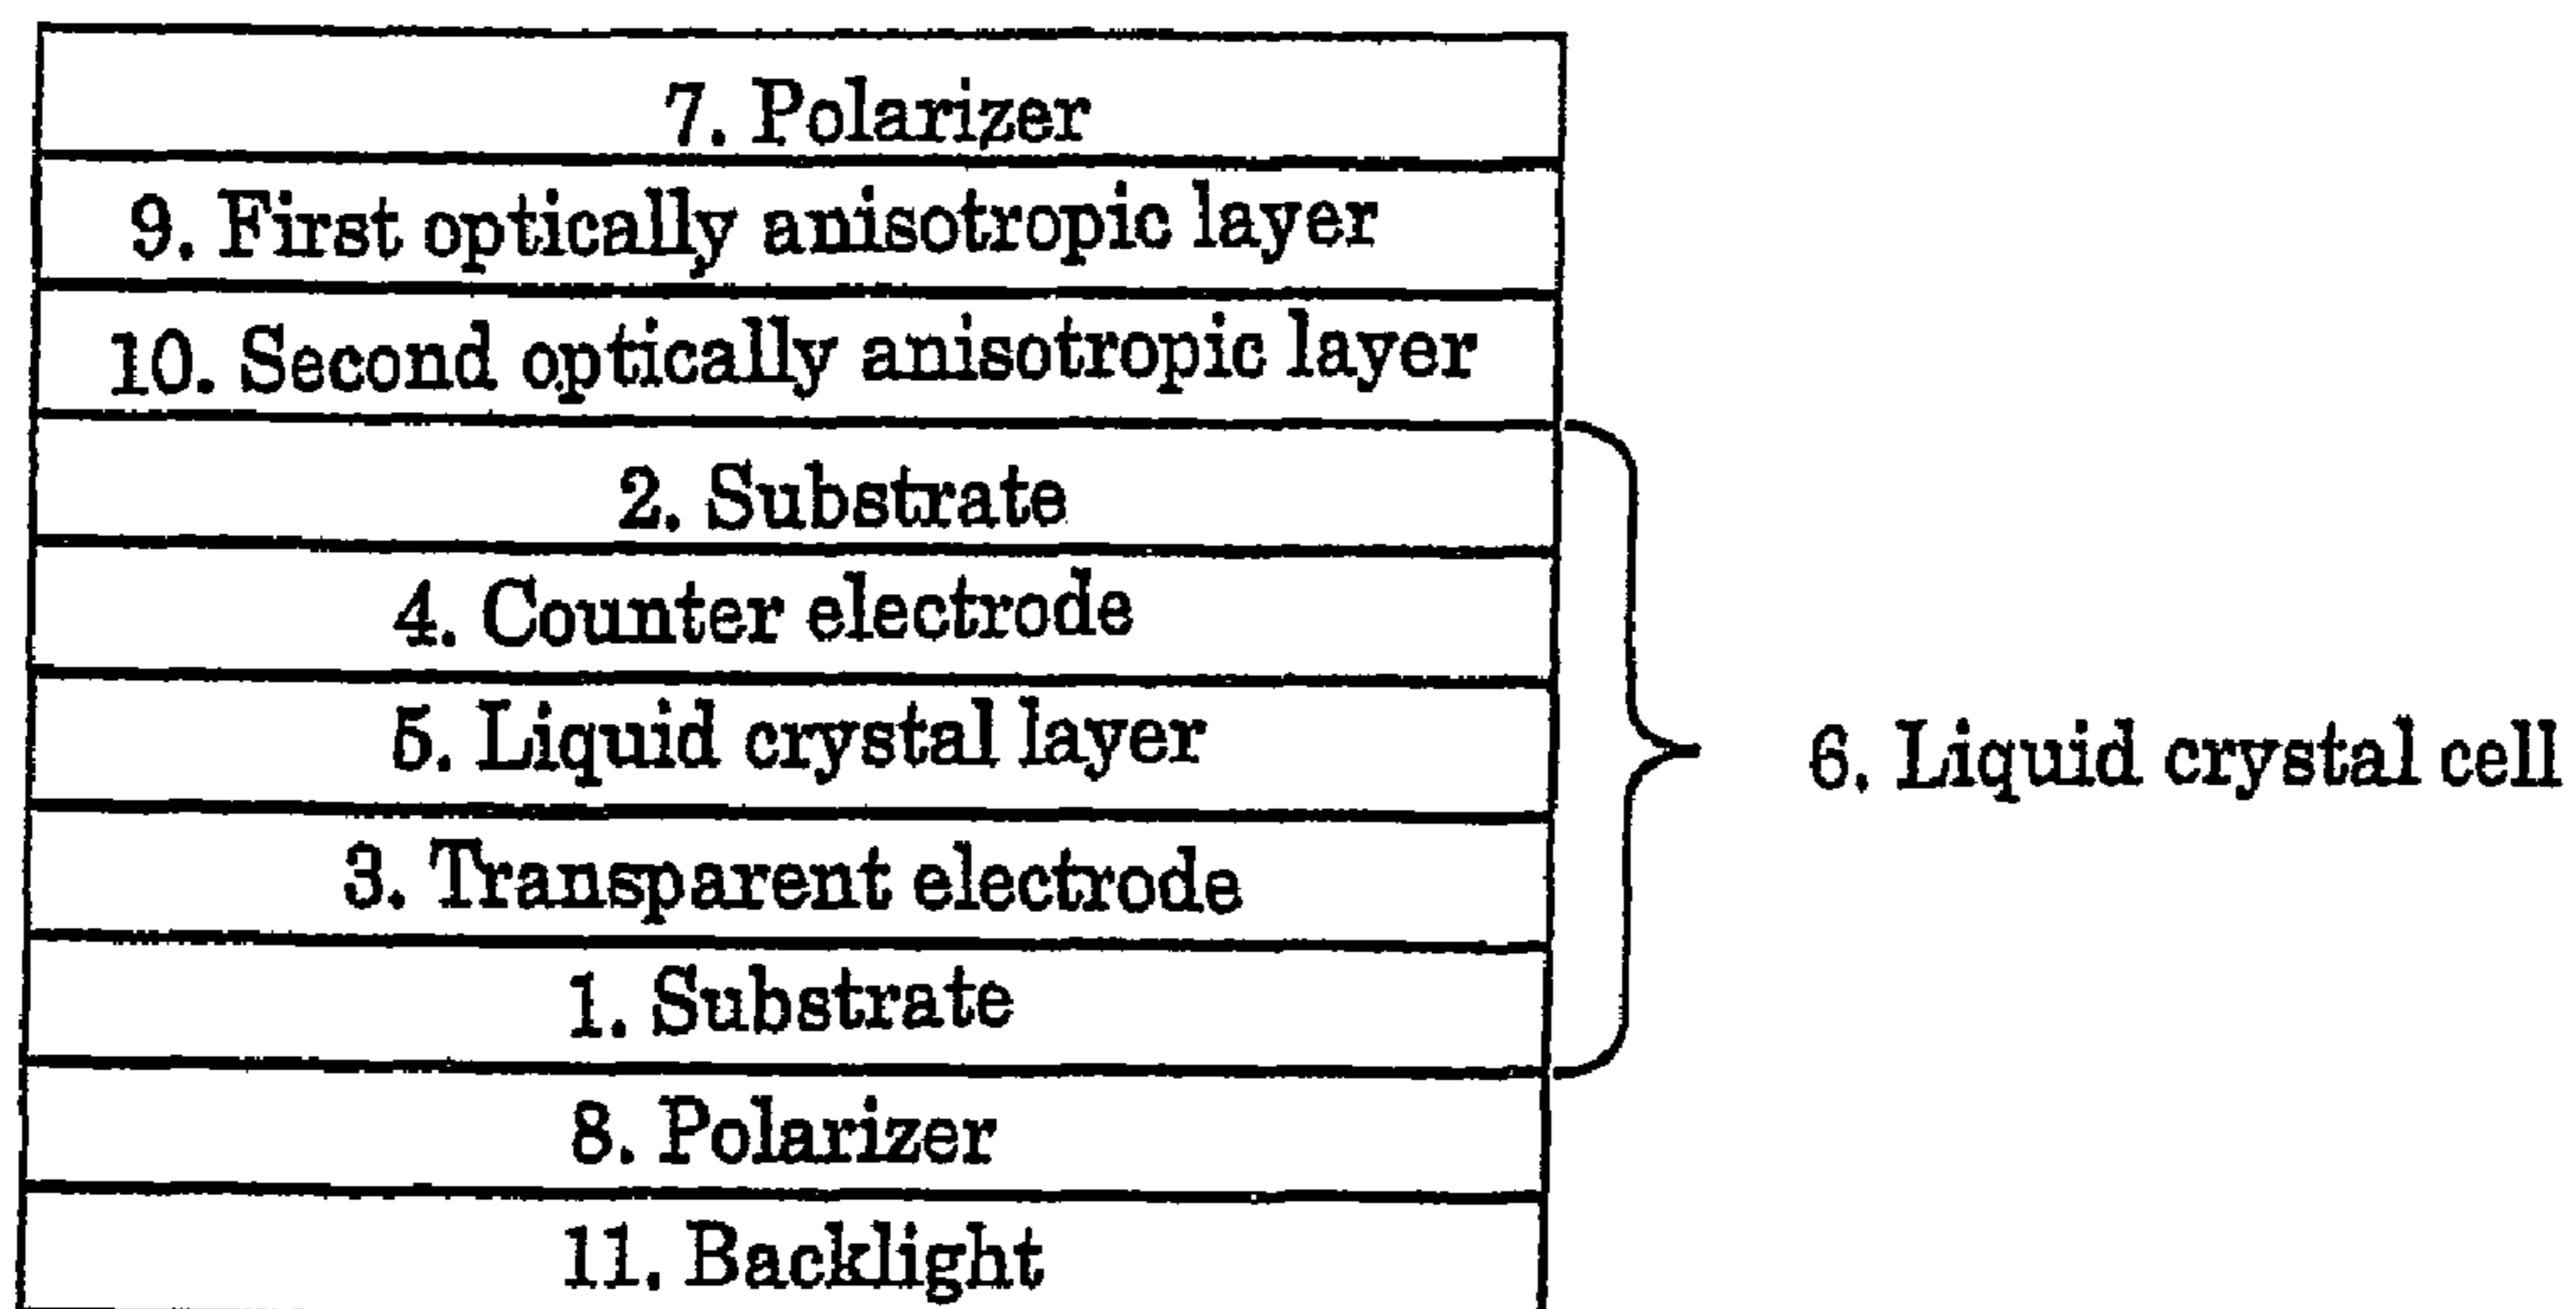 7. Polarizer
9. First optically anisotropic layer
10. Second optically anisotropic layer
2. Substrate
4. Counter electrode
5. Liquid crystal layer
6. Liquid crystal cell
3. Transparent electrode
1. Substrate
8. Polarizer
11. Backlight